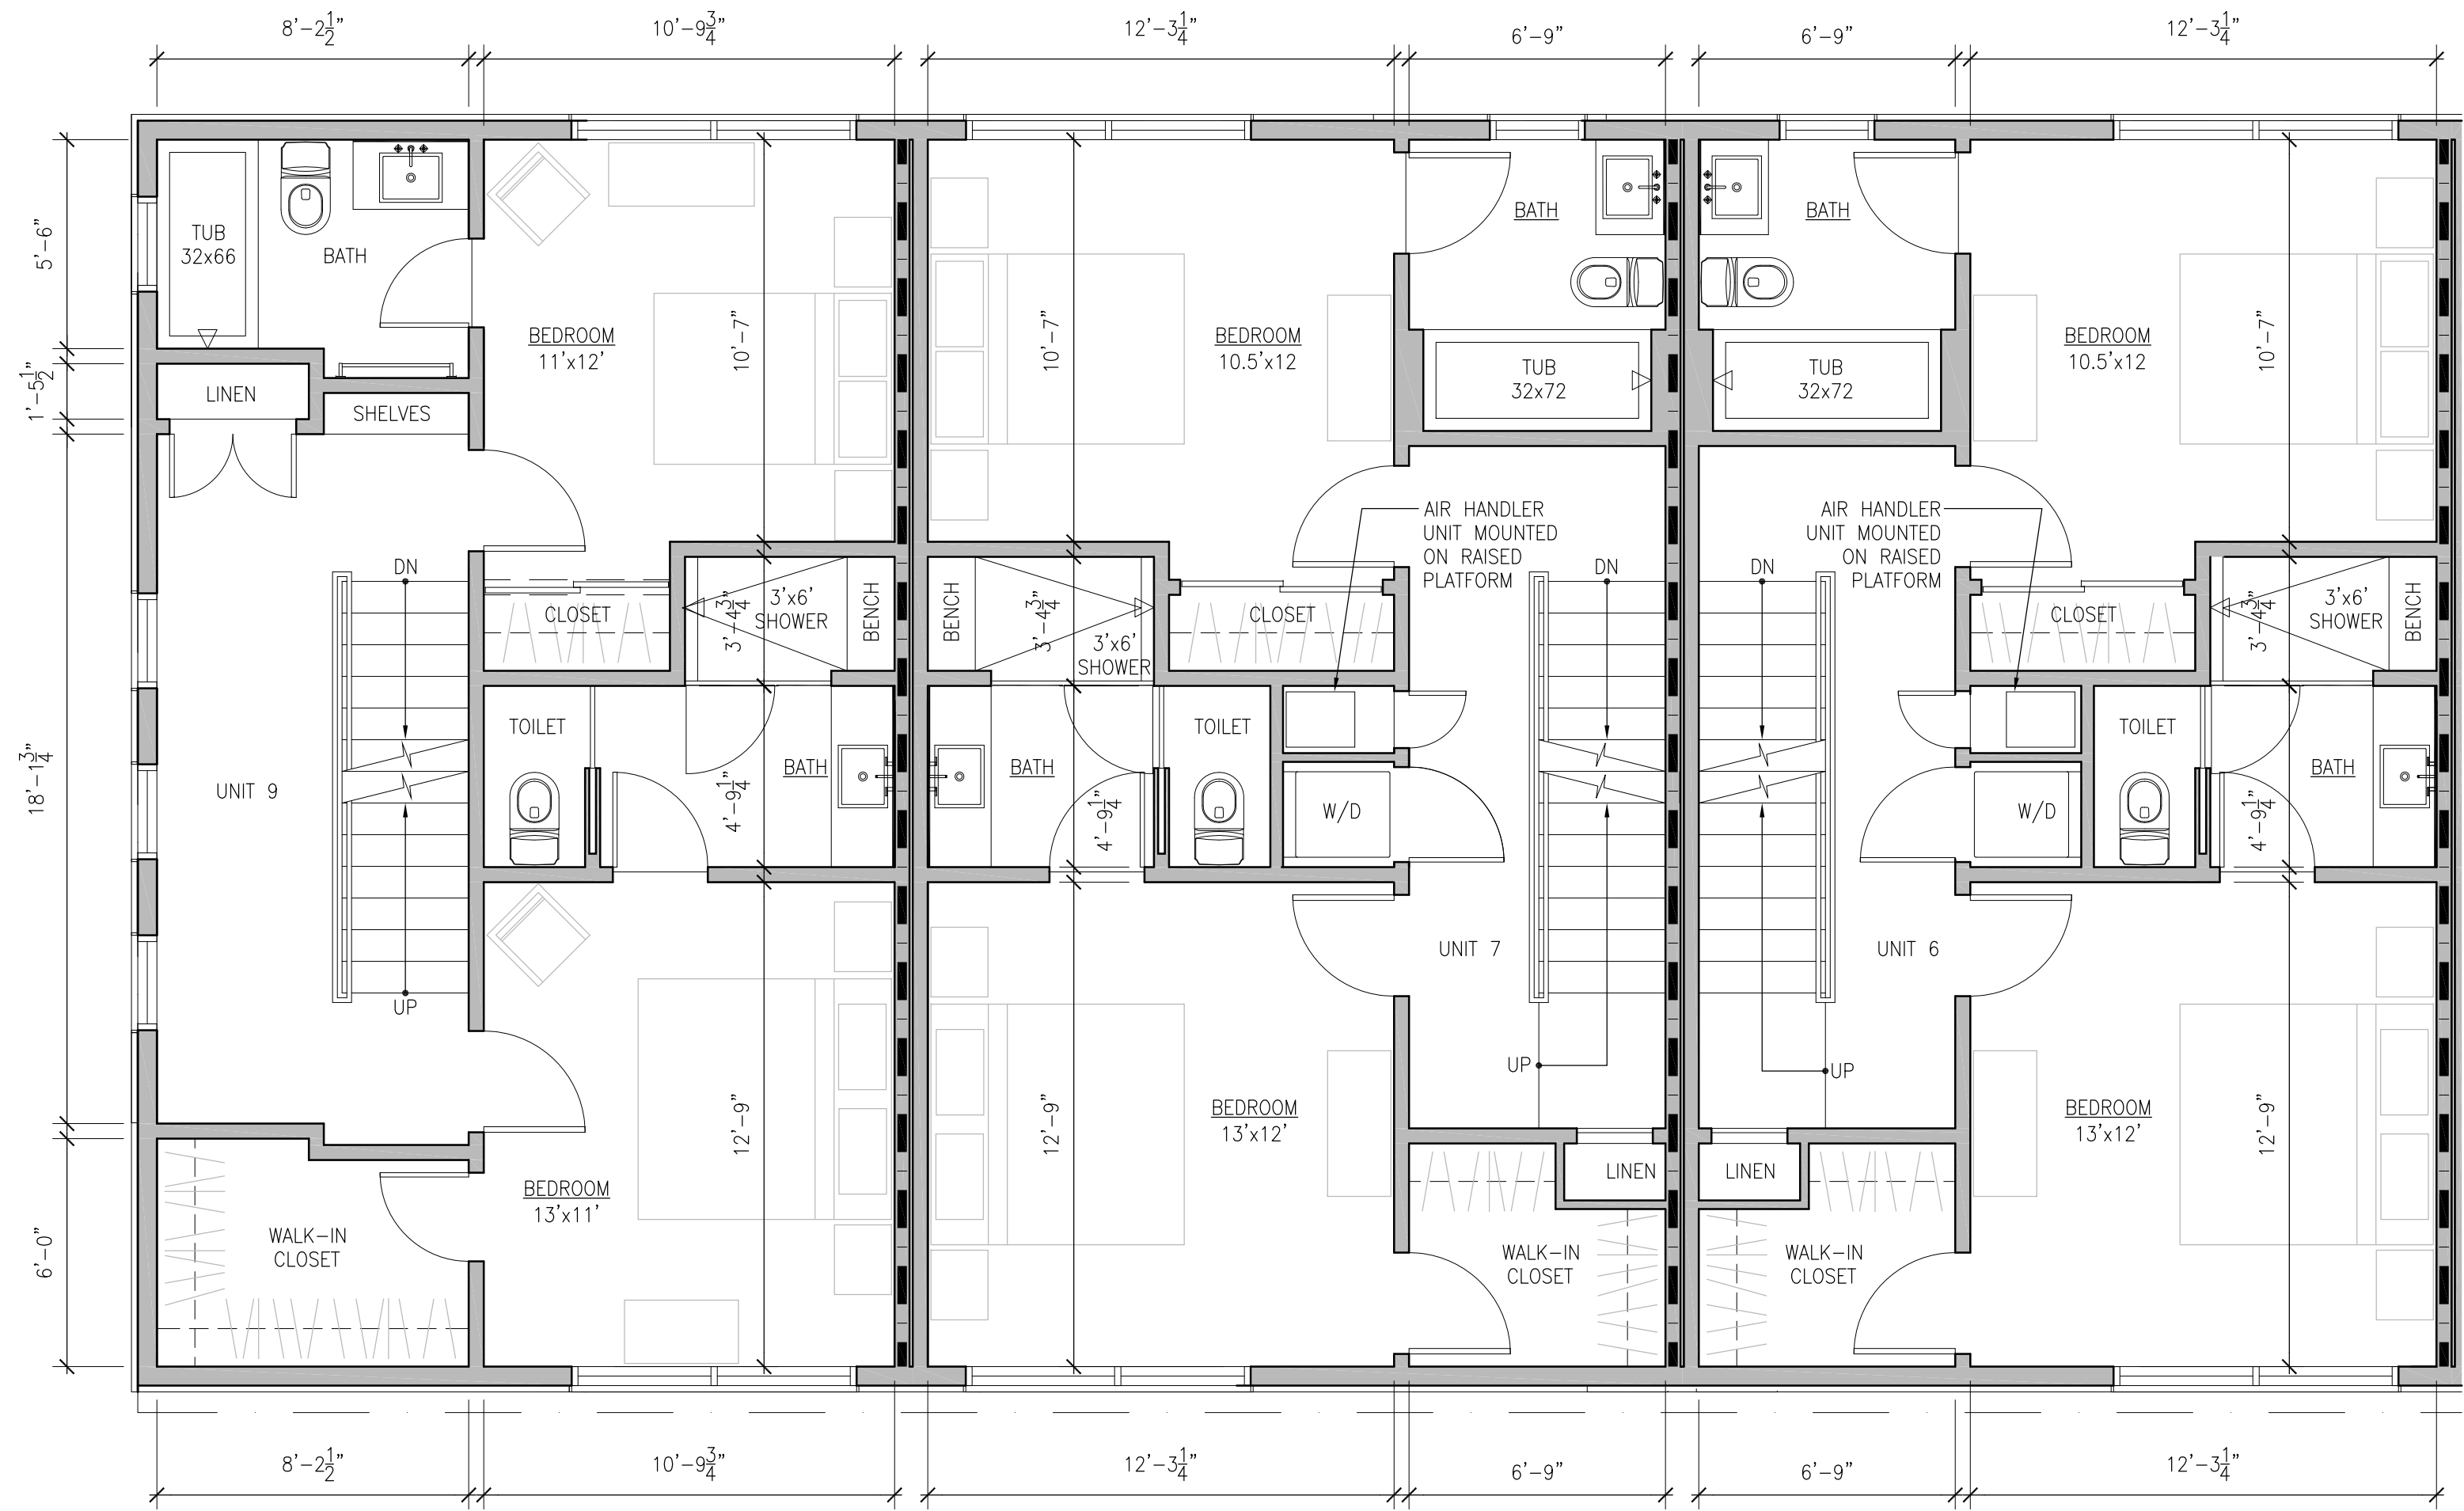 8'-2 1/2"
10'-9 3/4"
12'-3 1/4"
6'-9"
6'-9"
12'-3 1/4"
5'-6"
1'-5 1/2"
18'-1 3/4"
6'-0"
TUB
32x66
BATH
LINEN
SHELVES
BEDROOM
11'x12'
10'-7"
DN
UP
UNIT 9
CLOSET
3'-4 3/4"
3'x6'
SHOWER
BENCH
TOILET
BATH
4'-9 1/4"
BEDROOM
13'x11'
12'-9"
WALK-IN
CLOSET
10'-7"
BEDROOM
10.5'x12
BATH
TUB
32x72
AIR HANDLER
UNIT MOUNTED
ON RAISED
PLATFORM
BENCH
3'-4 3/4"
3'x6'
SHOWER
CLOSET
DN
BATH
TOILET
4'-9 1/4"
W/D
UNIT 7
UP
12'-9"
BEDROOM
13'x12'
LINEN
WALK-IN
CLOSET
BATH
TUB
32x72
BEDROOM
10.5'x12
10'-7"
AIR HANDLER
UNIT MOUNTED
ON RAISED
PLATFORM
DN
CLOSET
3'-4 3/4"
3'x6'
SHOWER
BENCH
TOILET
BATH
W/D
4'-9 1/4"
UNIT 6
UP
BEDROOM
13'x12'
12'-9"
LINEN
WALK-IN
CLOSET
8'-2 1/2"
10'-9 3/4"
12'-3 1/4"
6'-9"
6'-9"
12'-3 1/4"